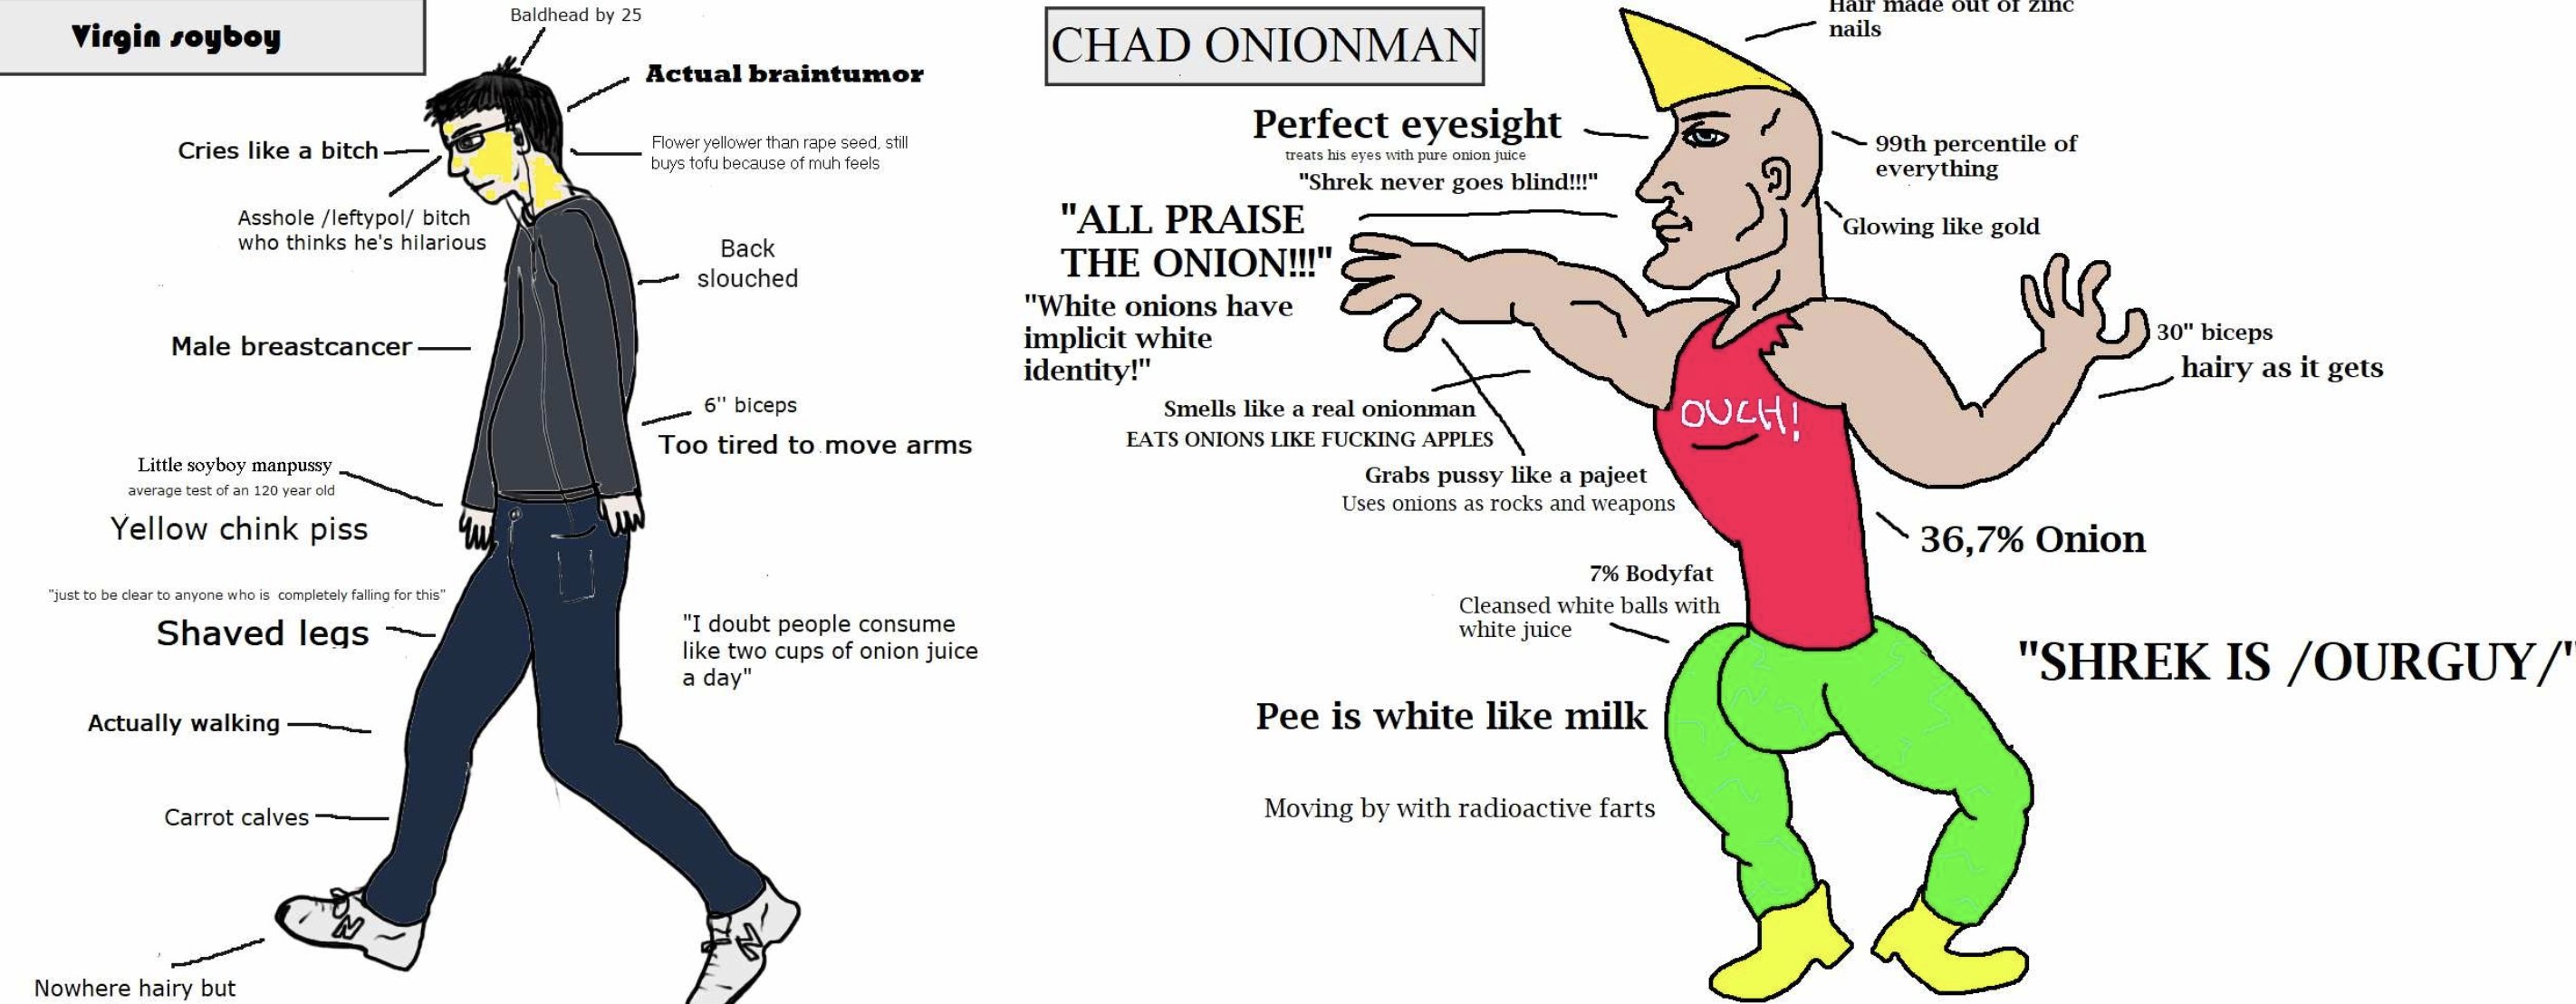 Virgin soyboy
Baldhead by 25
Actual braintumor
Cries like a bitch
Flower yellower than rape seed, still
buys tofu because of muh feels
Asshole /leftypol/ bitch
who thinks he's hilarious
Back
slouched
Male breastcancer
6'' biceps
Too tired to move arms
Little soyboy manpussy
average test of an 120 year old
Yellow chink piss
"just to be clear to anyone who is completely falling for this"
Shaved legs
"I doubt people consume
like two cups of onion juice
a day"
Actually walking
Carrot calves
N
N
Nowhere hairy but
CHAD ONIONMAN
Hair made out of zinc
nails
Perfect eyesight
treats his eyes with pure onion juice
"Shrek never goes blind!!!"
99th percentile of
everything
Glowing like gold
"ALL PRAISE
THE ONION!!!"
"White onions have
implicit white
identity!"
30" biceps
hairy as it gets
Smells like a real onionman
EATS ONIONS LIKE FUCKING APPLES
OUCH!
Grabs pussy like a pajeet
Uses onions as rocks and weapons
36,7% Onion
7% Bodyfat
Cleansed white balls with
white juice
"SHREK IS /OURGUY/"
Pee is white like milk
Moving by with radioactive farts